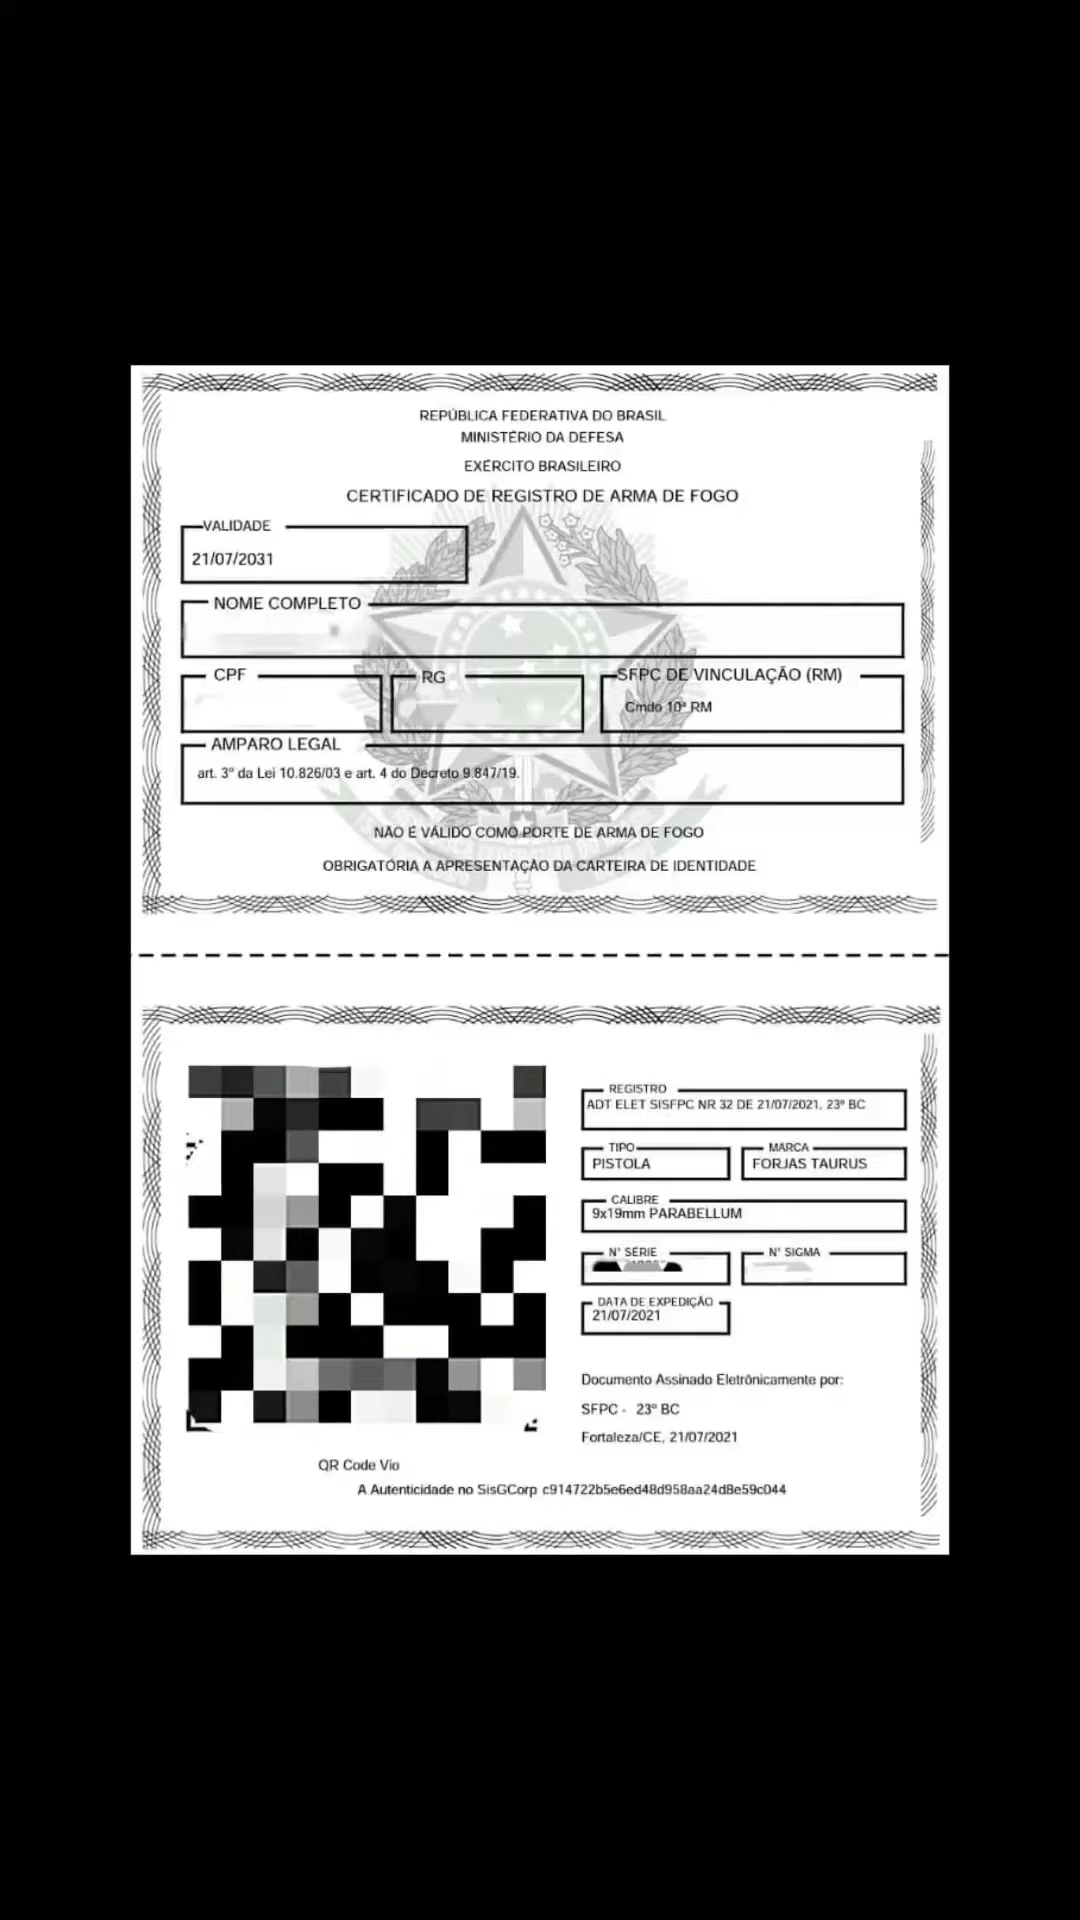 REPÚBLICA FEDERATIVA DO BRASIL
MINISTÉRIO DA DEFESA
EXÉRCITO BRASILEIRO
CERTIFICADO DE REGISTRO DE ARMA DE FOGO
VALIDADE
21/07/2031
NOME COMPLETO
CPF
RG
SFPC DE VINCULAÇÃO (RM)
Cmdo 10ª RM
AMPARO LEGAL
art. 3º da Lei 10.826/03 e art. 4 do Decreto 9.847/19.
NÃO É VÁLIDO COMO PORTE DE ARMA DE FOGO
OBRIGATÓRIA A APRESENTAÇÃO DA CARTEIRA DE IDENTIDADE
REGISTRO
ADT ELET SISFPC NR 32 DE 21/07/2021, 23º BC
TIPO
PISTOLA
MARCA
FORJAS TAURUS
CALIBRE
9x19mm PARABELLUM
N° SÉRIE
N° SIGMA
DATA DE EXPEDIÇÃO
21/07/2021
Documento Assinado Eletrônicamente por:
SFPC - 23º BC
Fortaleza/CE, 21/07/2021
QR Code Vio
A Autenticidade no SisGCorp c914722b5e6ed48d958aa24d8e59c044